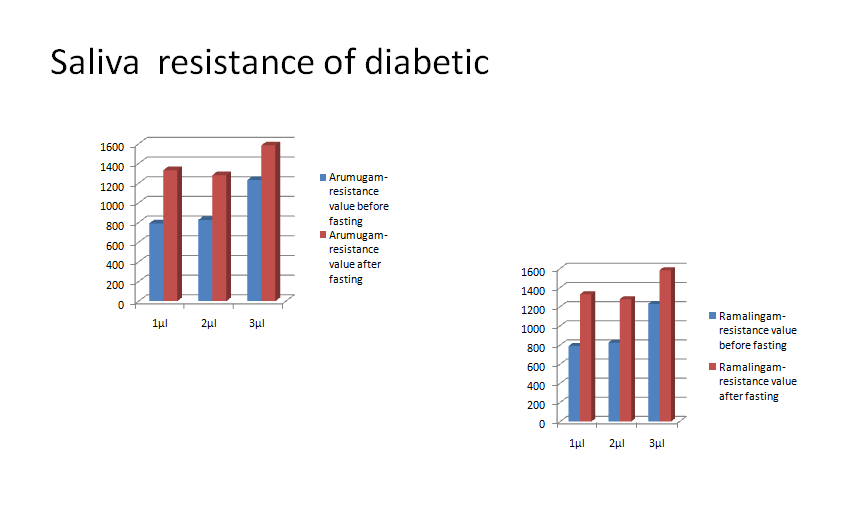 Saliva  resistance of diabetic
1600
1400
1200
1000
800
600
400
200
0
1µl 2µl 3µl
Arumugam-
resistance
value before
fasting
Arumugam-
resistance
value after
fasting
1600
1400
1200
1000
800
600
400
200
0
1µl 2µl 3µl
Ramalingam-
resistance value
before fasting
Ramalingam-
resistance value
after fasting